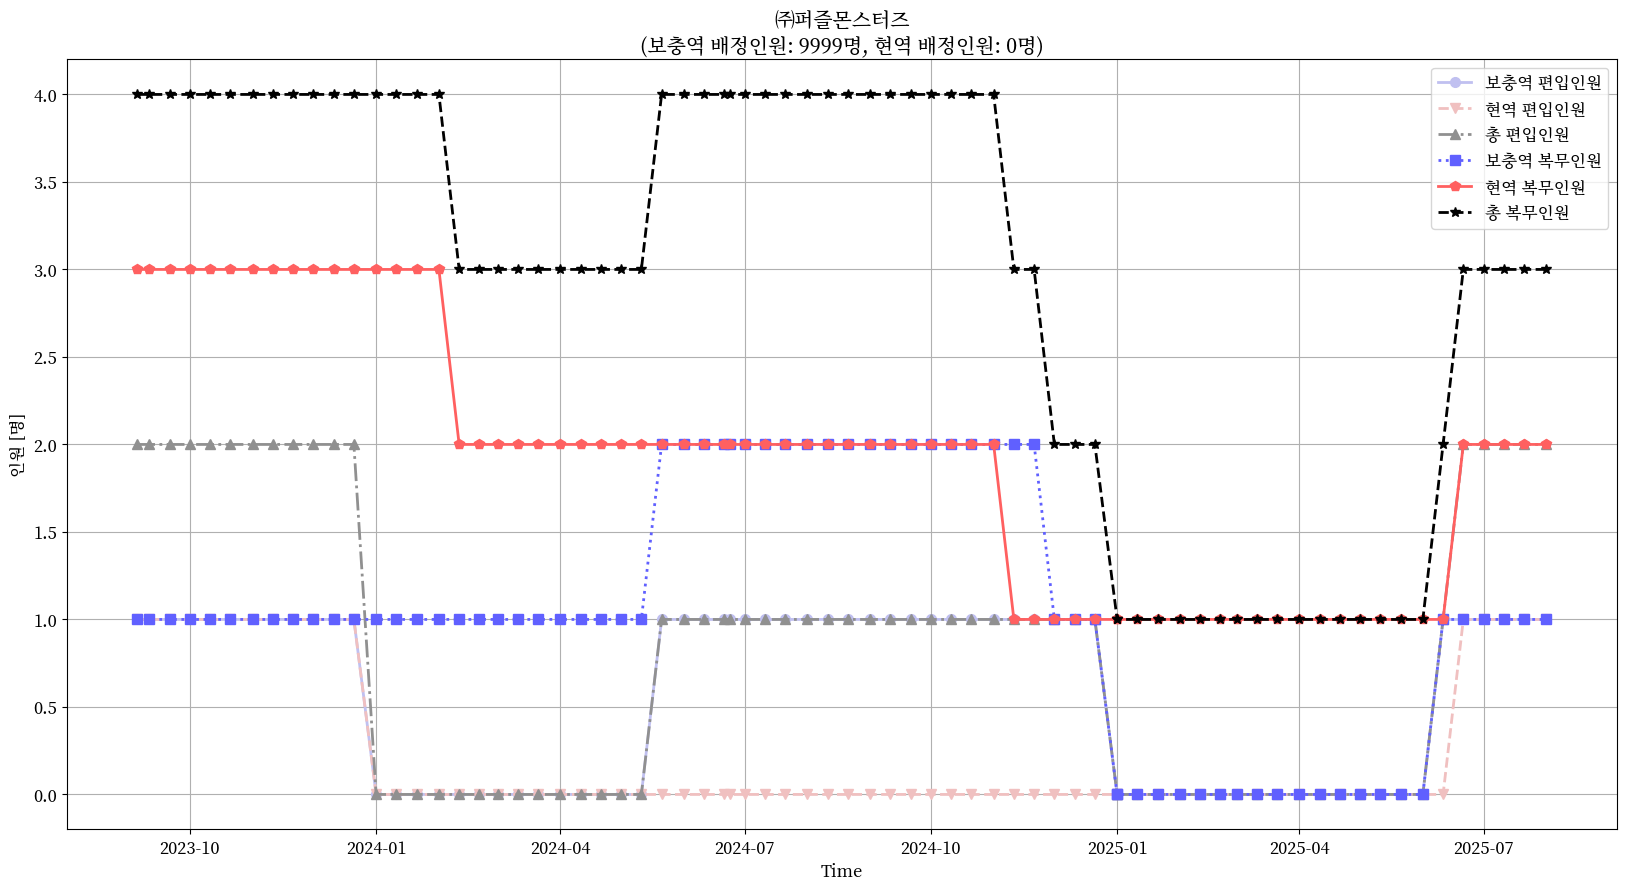 ㈜퍼즐몬스터즈
(보충역 배정인원: 9999명, 현역 배정인원: 0명)
보충역 편입인원
현역 편입인원
총 편입인원
보충역 복무인원
현역 복무인원
총 복무인원
인원 [명]
4.0
3.5
3.0
2.5
2.0
1.5
1.0
0.5
0.0
2023-10
2024-01
2024-04
2024-07
2024-10
2025-01
2025-04
2025-07
Time